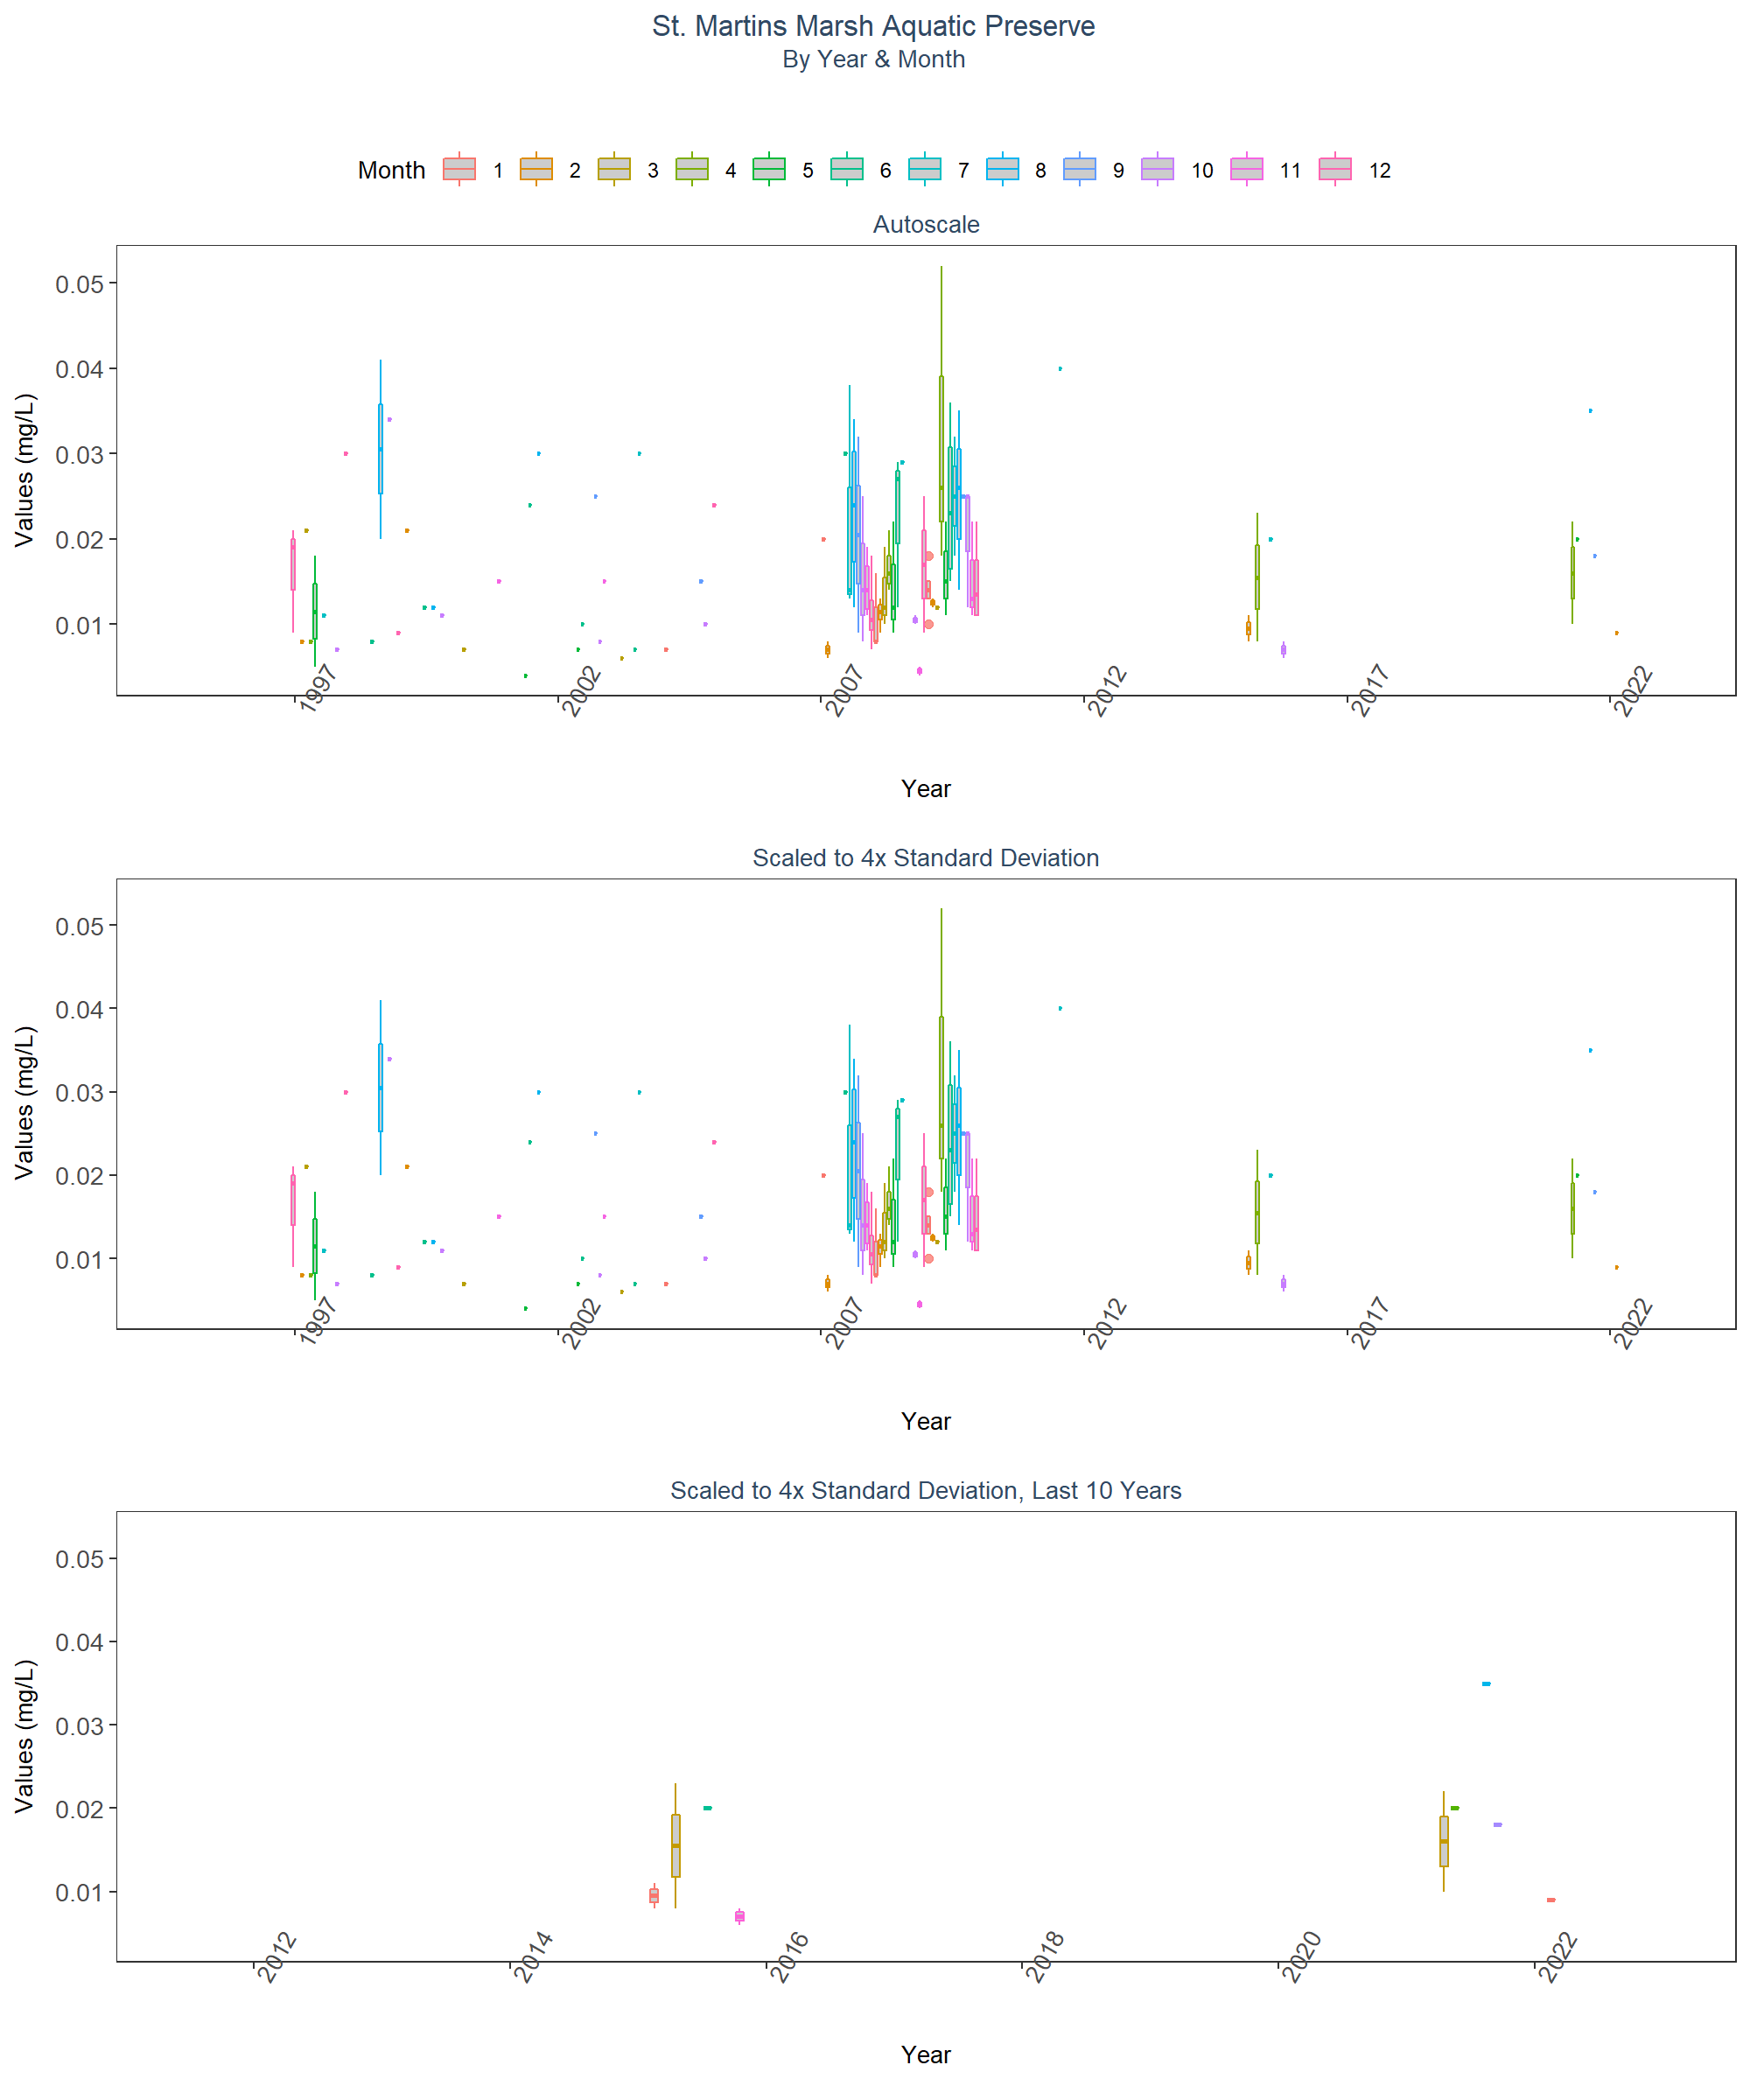 St. Martins Marsh Aquatic Preserve
By Year & Month
Month 1 2 3 4 5 6 7 8 9 10 11 12
Autoscale
Values (mg/L)
0.05
0.04
0.03
0.02
0.01
1997 2002 2007 2012 2017 2022
Year
Scaled to 4x Standard Deviation
Values (mg/L)
0.05
0.04
0.03
0.02
0.01
1997 2002 2007 2012 2017 2022
Year
Scaled to 4x Standard Deviation, Last 10 Years
Values (mg/L)
0.05
0.04
0.03
0.02
0.01
2012 2014 2016 2018 2020 2022
Year